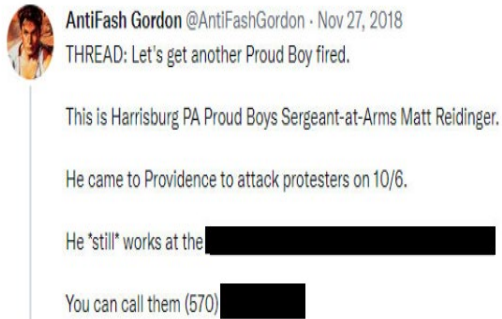 AntiFash Gordon @AntiFashGordon · Nov 27, 2018
THREAD: Let's get another Proud Boy fired.
This is Harrisburg PA Proud Boys Sergeant-at-Arms Matt Reidinger.
He came to Providence to attack protesters on 10/6.
He *still* works at the
You can call them (570)